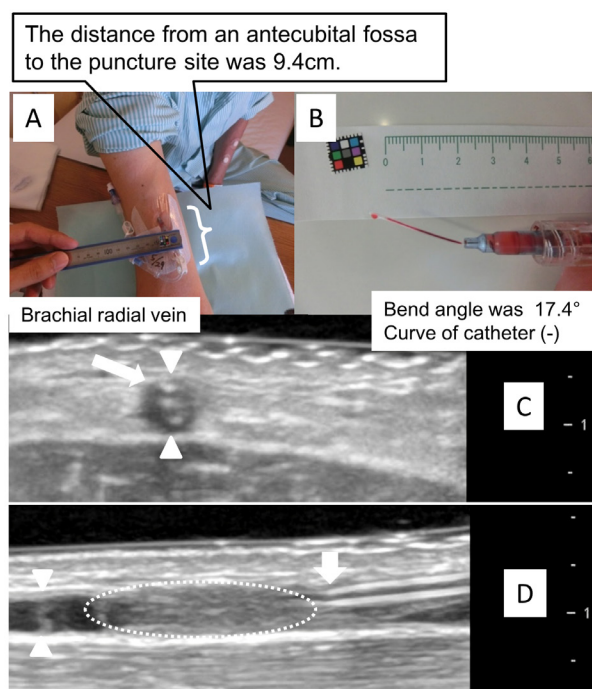 The distance from an antecubital fossa
to the puncture site was 9.4cm.
A
B
0 1 2 3 4 5 6
Brachial radial vein
Bend angle was 17.4°
Curve of catheter (-)
C
1
D
1